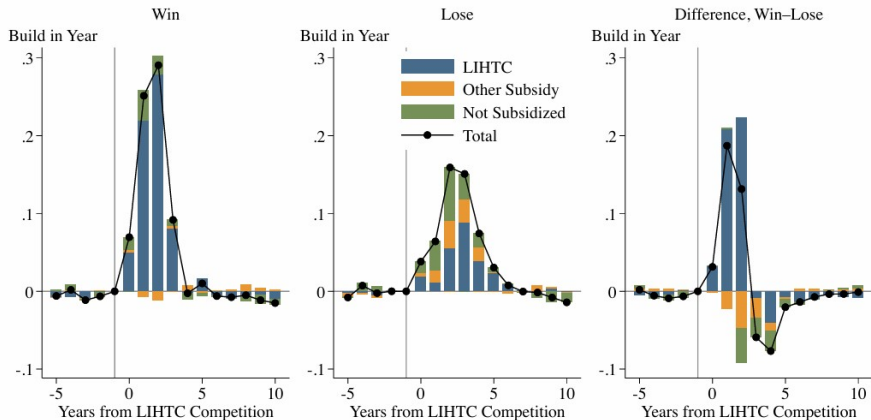 Win
Lose
Difference, Win–Lose
Build in Year
Build in Year
Build in Year
.3
.2
.1
0
-.1
-5
0
5
10
Years from LIHTC Competition
.3
.2
.1
0
-.1
LIHTC
Other Subsidy
Not Subsidized
Total
-5
0
5
10
Years from LIHTC Competition
.3
.2
.1
0
-.1
-5
0
5
10
Years from LIHTC Competition